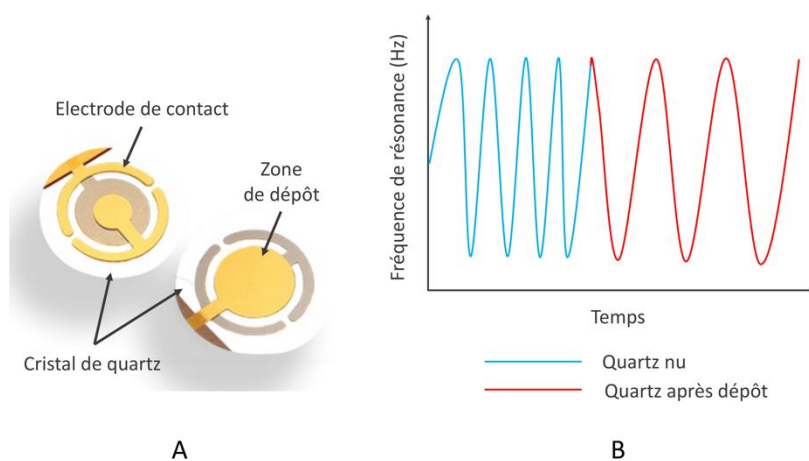 Electrode de contact
Zone
de dépôt
Cristal de quartz
A
Fréquence de résonance (Hz)
Temps
Quartz nu
Quartz après dépôt
B